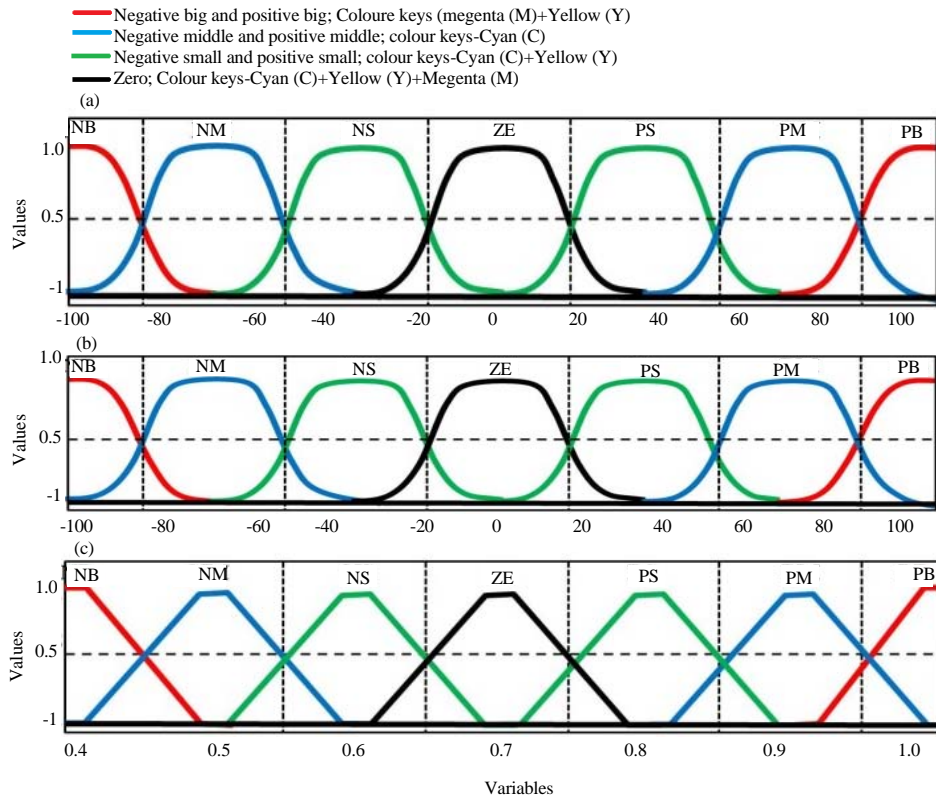 Negative big and positive big; Coloure keys (megenta (M)+Yellow (Y)
Negative middle and positive middle; colour keys-Cyan (C)
Negative small and positive small; colour keys-Cyan (C)+Yellow (Y)
Zero; Colour keys-Cyan (C)+Yellow (Y)+Megenta (M)
(a)
NB NM NS ZE PS PM PB
1.0
0.5
-1
Values
-100 -80 -60 -40 -20 0 20 40 60 80 100
(b)
1.0
NB NM NS ZE PS PM PB
0.5
-1
Values
-100 -80 -60 -40 -20 0 20 40 60 80 100
(c)
NB NM NS ZE PS PM PB
1.0
0.5
-1
Values
0.4 0.5 0.6 0.7 0.8 0.9 1.0
Variables